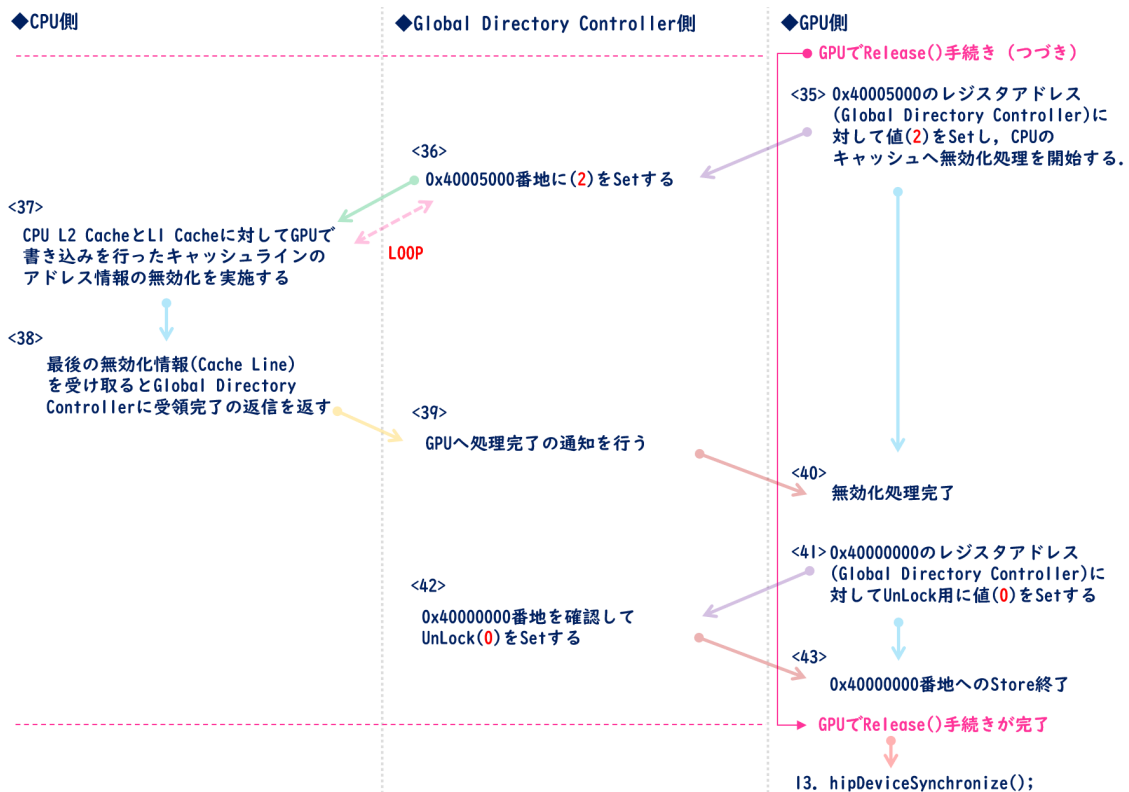 ◆CPU側
◆Global Directory Controller側
◆GPU側
GPUでRelease()手続き (つづき)
<35> 0x40005000のレジスタアドレス
(Global Directory Controller)に
対して値(2)をSetし，CPUの
キャッシュへ無効化処理を開始する．
<36>
0x40005000番地に(2)をSetする
<37>
CPU L2 CacheとL1 Cacheに対してGPUで
書き込みを行ったキャッシュラインの
アドレス情報の無効化を実施する
LOOP
<38>
最後の無効化情報(Cache Line)
を受け取るとGlobal Directory
Controllerに受領完了の返信を返す
<39>
GPUへ処理完了の通知を行う
<40>
無効化処理完了
<41> 0x40000000のレジスタアドレス
(Global Directory Controller)に
対してUnLock用に値(0)をSetする
<42>
0x40000000番地を確認して
UnLock(0)をSetする
<43>
0x40000000番地へのStore終了
GPUでRelease()手続きが完了
13. hipDeviceSynchronize();